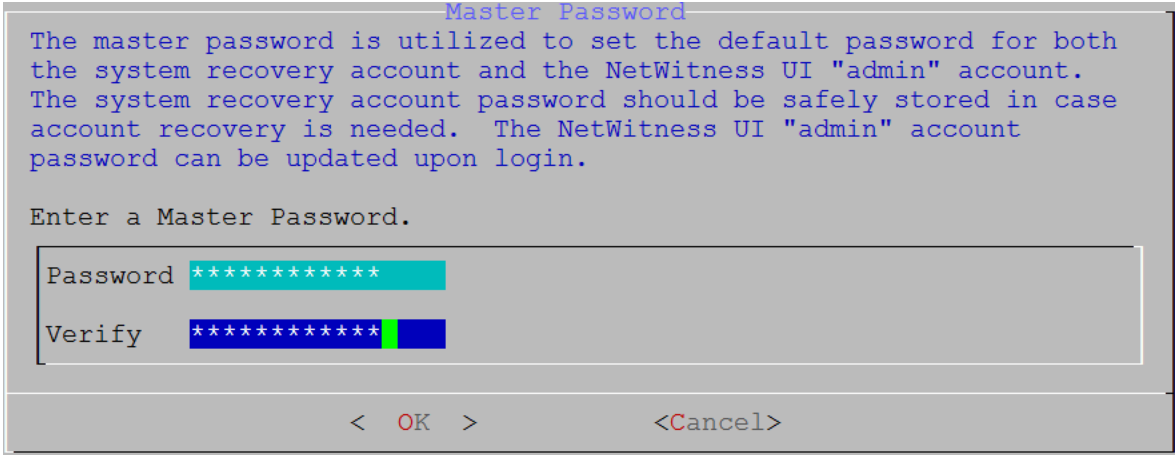 Master Password
The master password is utilized to set the default password for both
the system recovery account and the NetWitness UI "admin" account.
The system recovery account password should be safely stored in case
account recovery is needed.  The NetWitness UI "admin" account
password can be updated upon login.
Enter a Master Password.
Password ************
Verify ************
<  OK  > <Cancel>